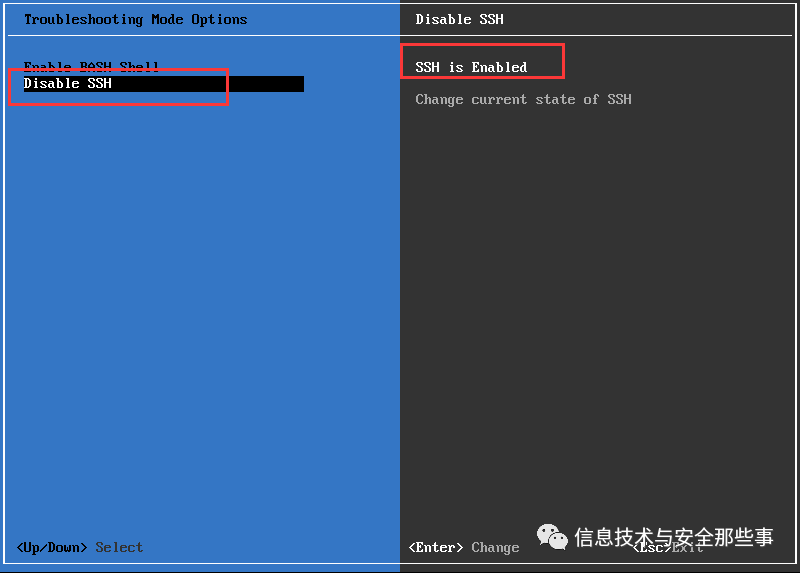 Troubleshooting Mode Options
Enable BASH Shell
Disable SSH
<Up/Down> Select
Disable SSH
SSH is Enabled
Change current state of SSH
<Enter> Change
<Esc>Exit
信息技术与安全那些事